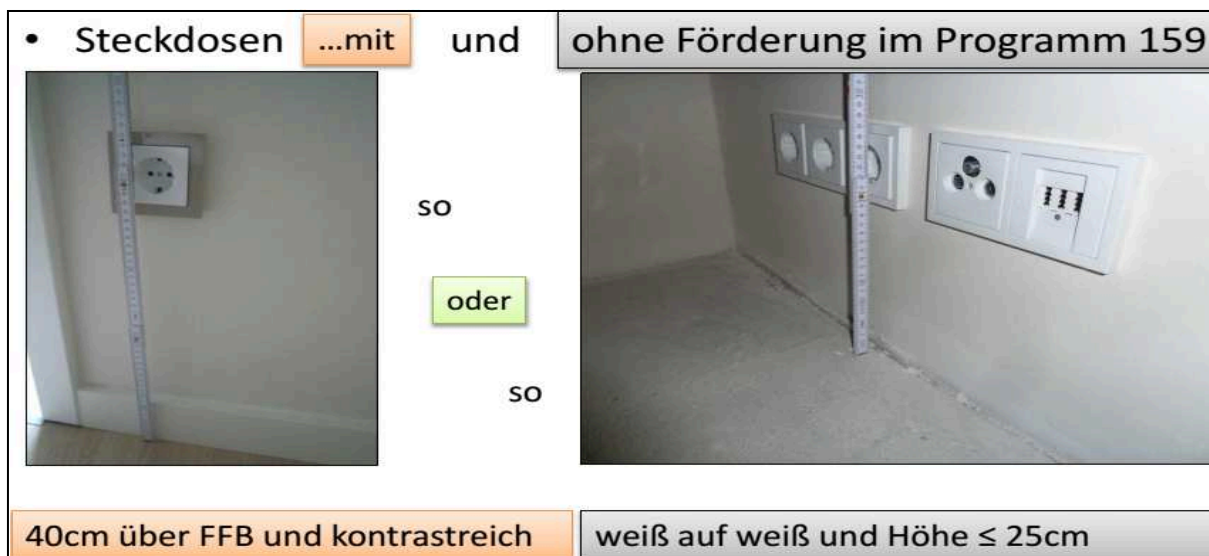 • Steckdosen ...mit und ohne Förderung im Programm 159
so
oder
so
40cm über FFB und kontrastreich
weiß auf weiß und Höhe ≤ 25cm